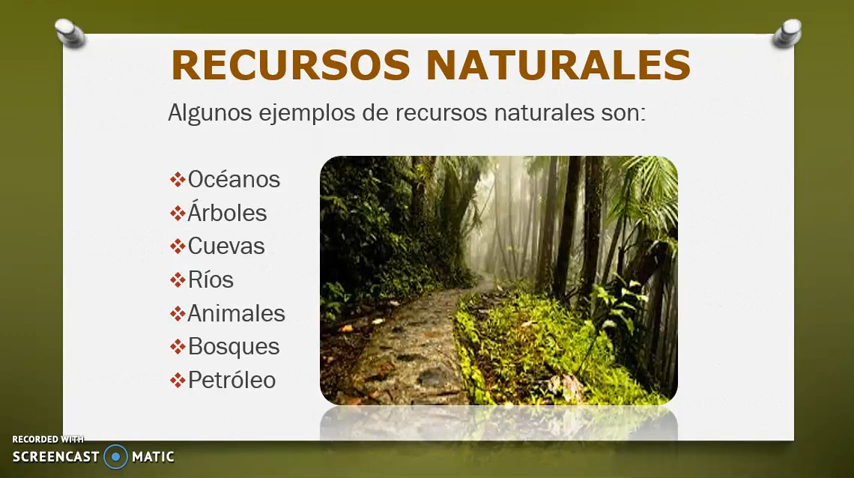 RECURSOS NATURALES
Algunos ejemplos de recursos naturales son:
Océanos
Árboles
Cuevas
Ríos
Animales
Bosques
Petróleo
RECORDED WITH
SCREENCAST MATIC